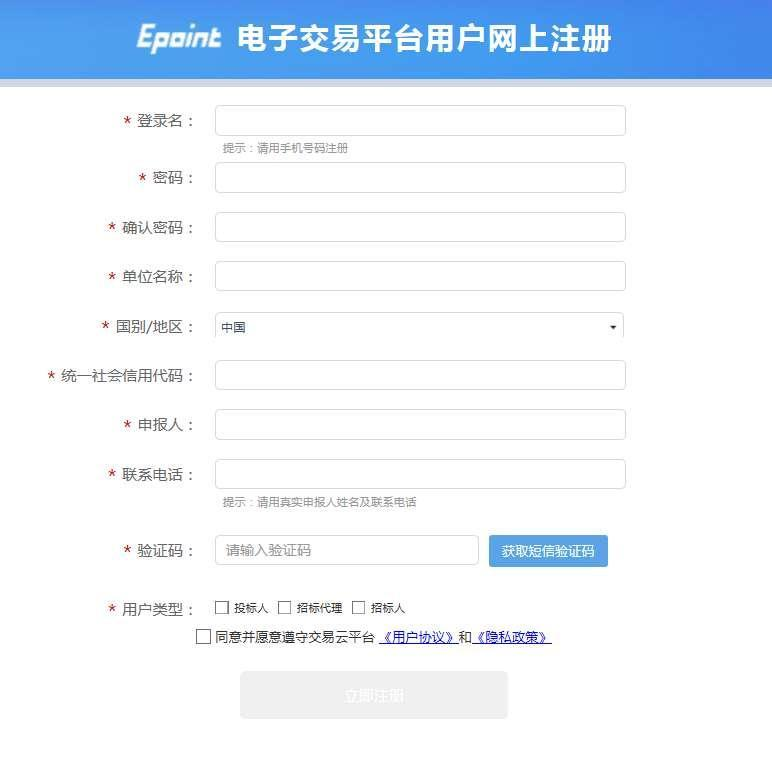 Epoint 电子交易平台用户网上注册
* 登录名：
提示：请用手机号码注册
* 密码：
* 确认密码：
* 单位名称：
* 国别/地区： 中国
* 统一社会信用代码：
* 申报人：
* 联系电话：
提示：请用真实申报人姓名及联系电话
* 验证码： 请输入验证码 获取短信验证码
* 用户类型： 投标人 招标代理 招标人
同意并愿意遵守交易云平台 《用户协议》和《隐私政策》
立即注册